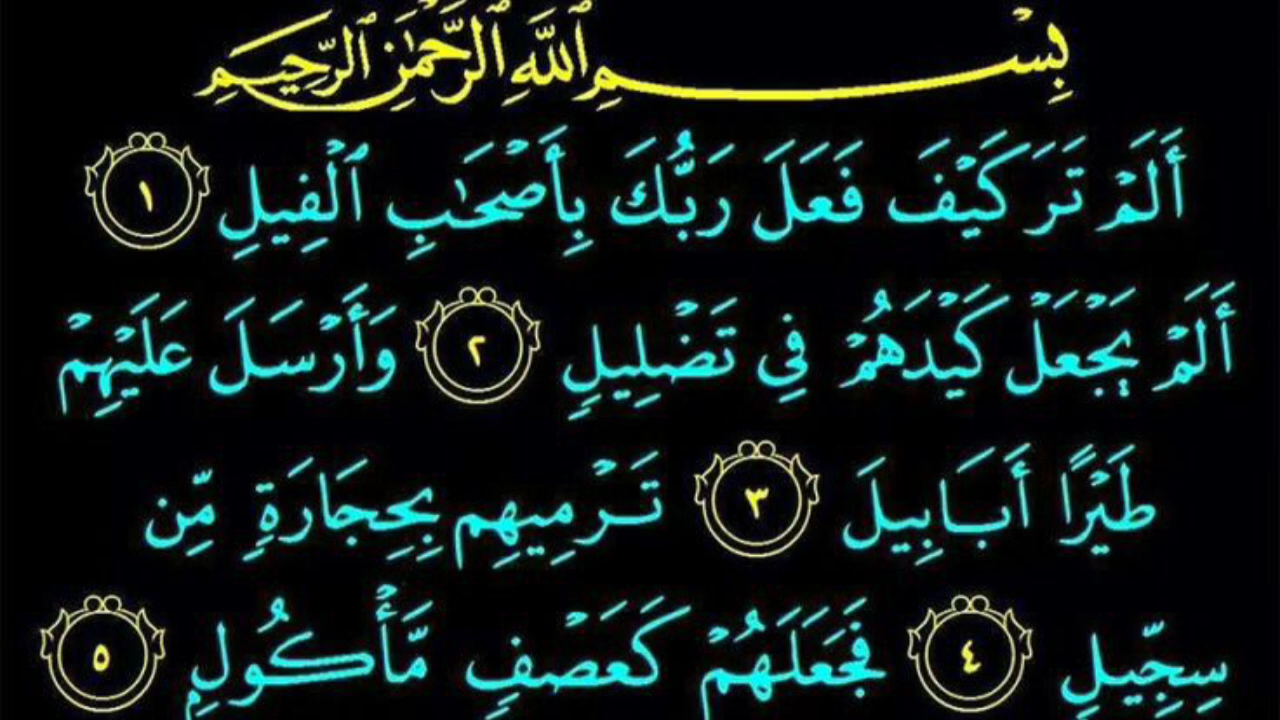 بِسْمِ ٱللَّهِ ٱلرَّحْمَٰنِ ٱلرَّحِيمِ
أَلَمْ تَرَ كَيْفَ فَعَلَ رَبُّكَ بِأَصْحَٰبِ ٱلْفِيلِ ١
أَلَمْ يَجْعَلْ كَيْدَهُمْ فِى تَضْلِيلٍ ٢ وَأَرْسَلَ عَلَيْهِمْ
طَيْرًا أَبَابِيلَ ٣ تَرْمِيهِم بِحِجَارَةٍ مِّن
سِجِّيلٍ ٤ فَجَعَلَهُمْ كَعَصْفٍ مَّأْكُولٍ ٥